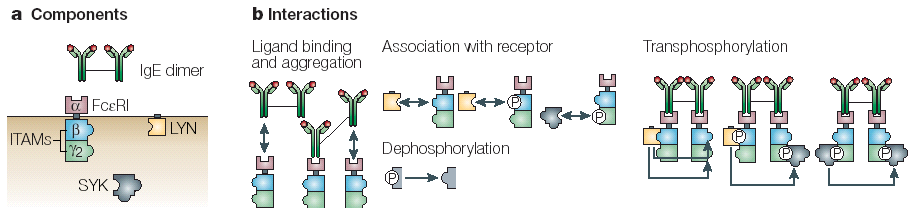 a Components
IgE dimer
α FcεRI
ITAMs
β
γ2
LYN
SYK
b Interactions
Ligand binding
and aggregation
Association with receptor
P
P
Dephosphorylation
P
Transphosphorylation
P
P
P
P